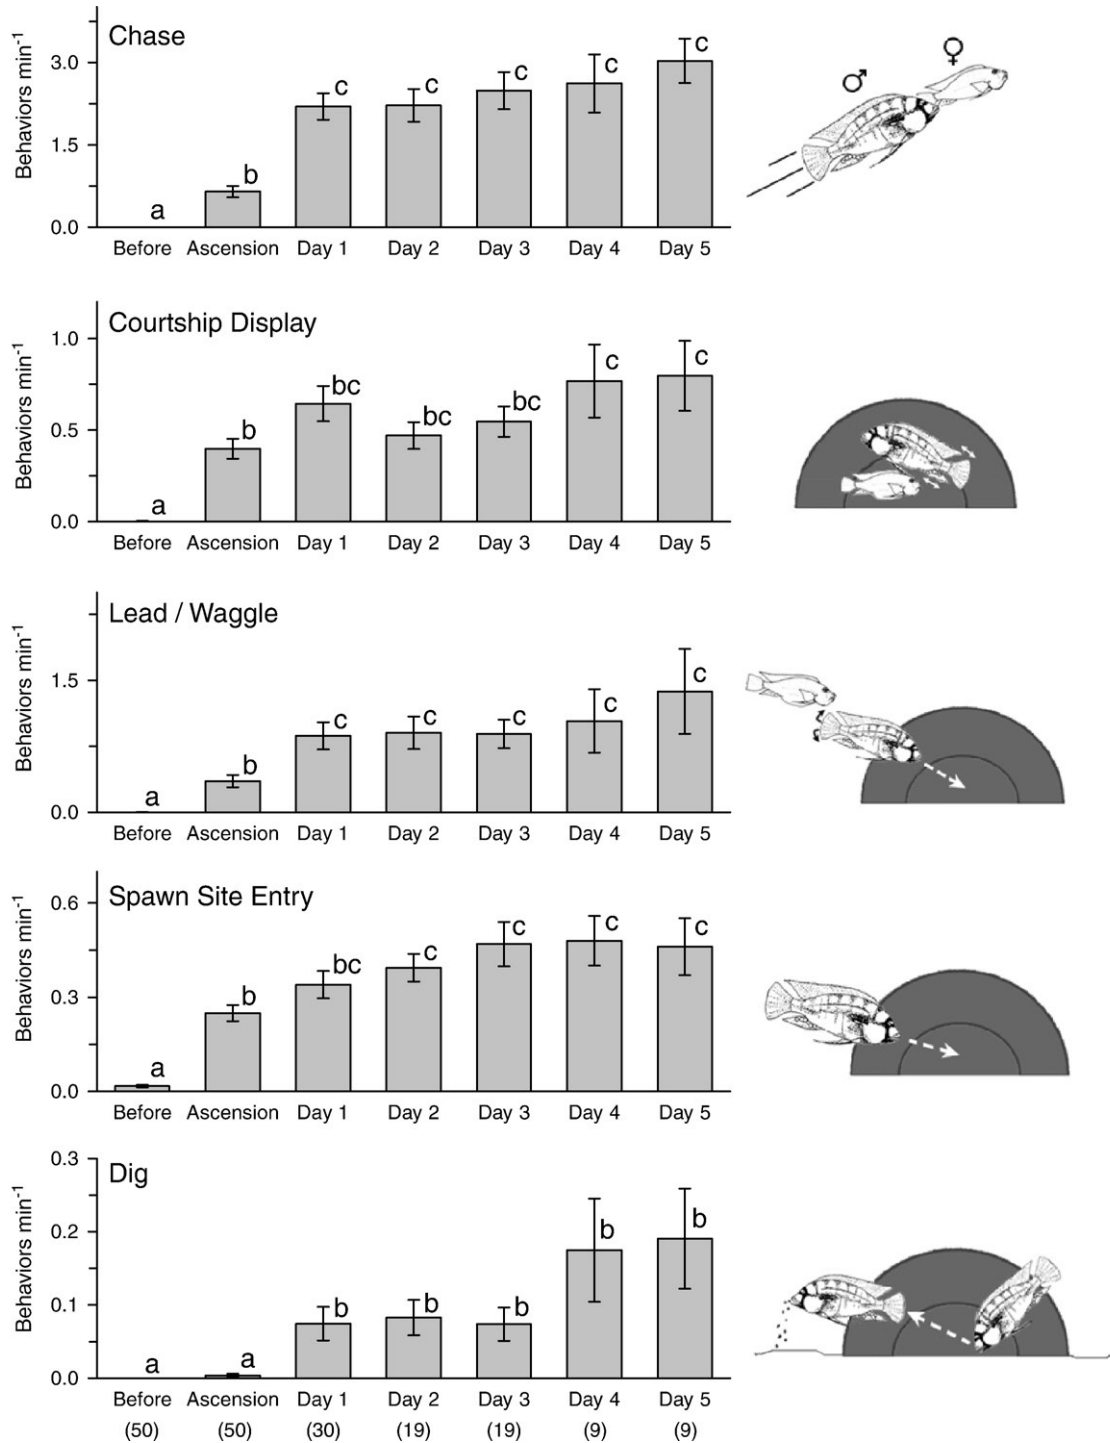 Chase
Behaviors min-1
3.0
1.5
0.0
a
b
c
c
c
c
c
♂
♀
Before Ascension Day 1 Day 2 Day 3 Day 4 Day 5
Courtship Display
Behaviors min-1
1.0
0.5
0.0
a
b
bc
bc
bc
c
c
Before Ascension Day 1 Day 2 Day 3 Day 4 Day 5
Lead / Waggle
Behaviors min-1
1.5
0.0
a
b
c
c
c
c
c
Before Ascension Day 1 Day 2 Day 3 Day 4 Day 5
Spawn Site Entry
Behaviors min-1
0.6
0.3
0.0
a
b
bc
c
c
c
c
Before Ascension Day 1 Day 2 Day 3 Day 4 Day 5
Dig
Behaviors min-1
0.3
0.2
0.1
0.0
a
a
b
b
b
b
b
Before Ascension Day 1 Day 2 Day 3 Day 4 Day 5
(50) (50) (30) (19) (19) (9) (9)